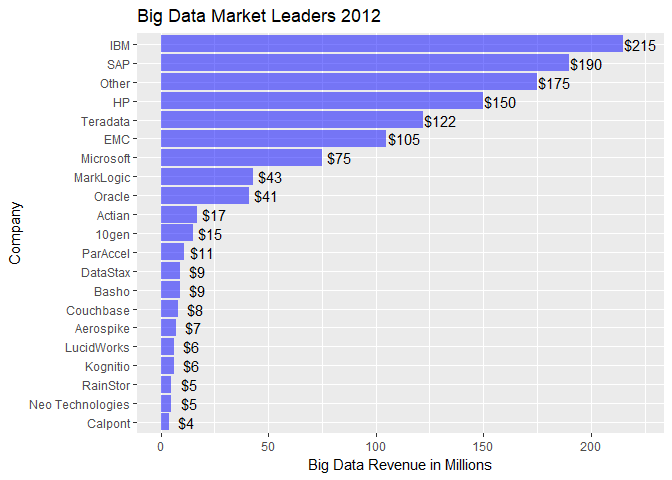 Big Data Market Leaders 2012
Company
IBM $215
SAP $190
Other $175
HP $150
Teradata $122
EMC $105
Microsoft $75
MarkLogic $43
Oracle $41
Actian $17
10gen $15
ParAccel $11
DataStax $9
Basho $9
Couchbase $8
Aerospike $7
LucidWorks $6
Kognitio $6
RainStor $5
Neo Technologies $5
Calpont $4
0 50 100 150 200
Big Data Revenue in Millions